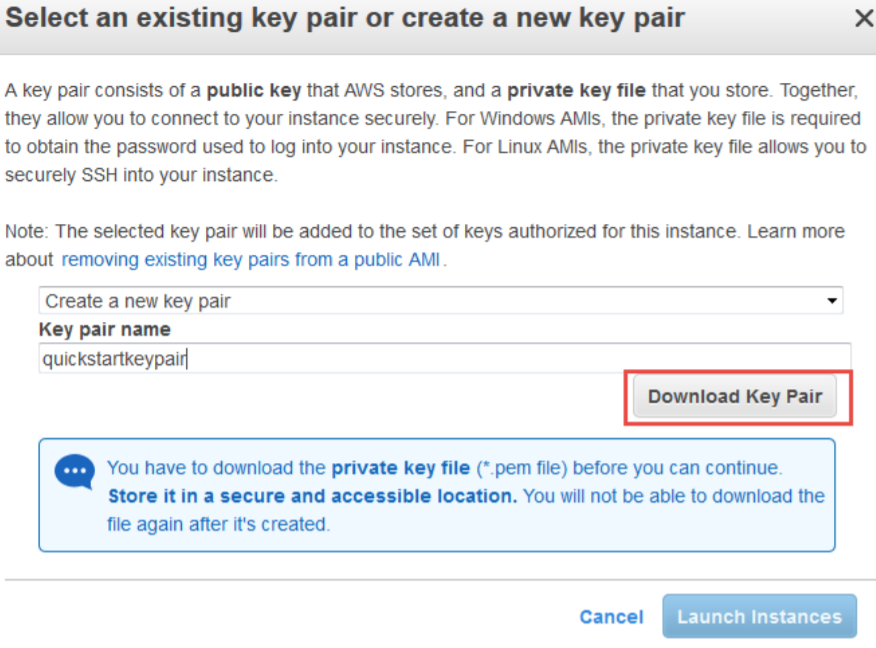 Select an existing key pair or create a new key pair
A key pair consists of a public key that AWS stores, and a private key file that you store. Together,
they allow you to connect to your instance securely. For Windows AMIs, the private key file is required
to obtain the password used to log into your instance. For Linux AMIs, the private key file allows you to
securely SSH into your instance.
Note: The selected key pair will be added to the set of keys authorized for this instance. Learn more
about removing existing key pairs from a public AMI.
Create a new key pair
Key pair name
quickstartkeypair
Download Key Pair
You have to download the private key file (*.pem file) before you can continue.
Store it in a secure and accessible location. You will not be able to download the
file again after it's created.
Cancel Launch Instances